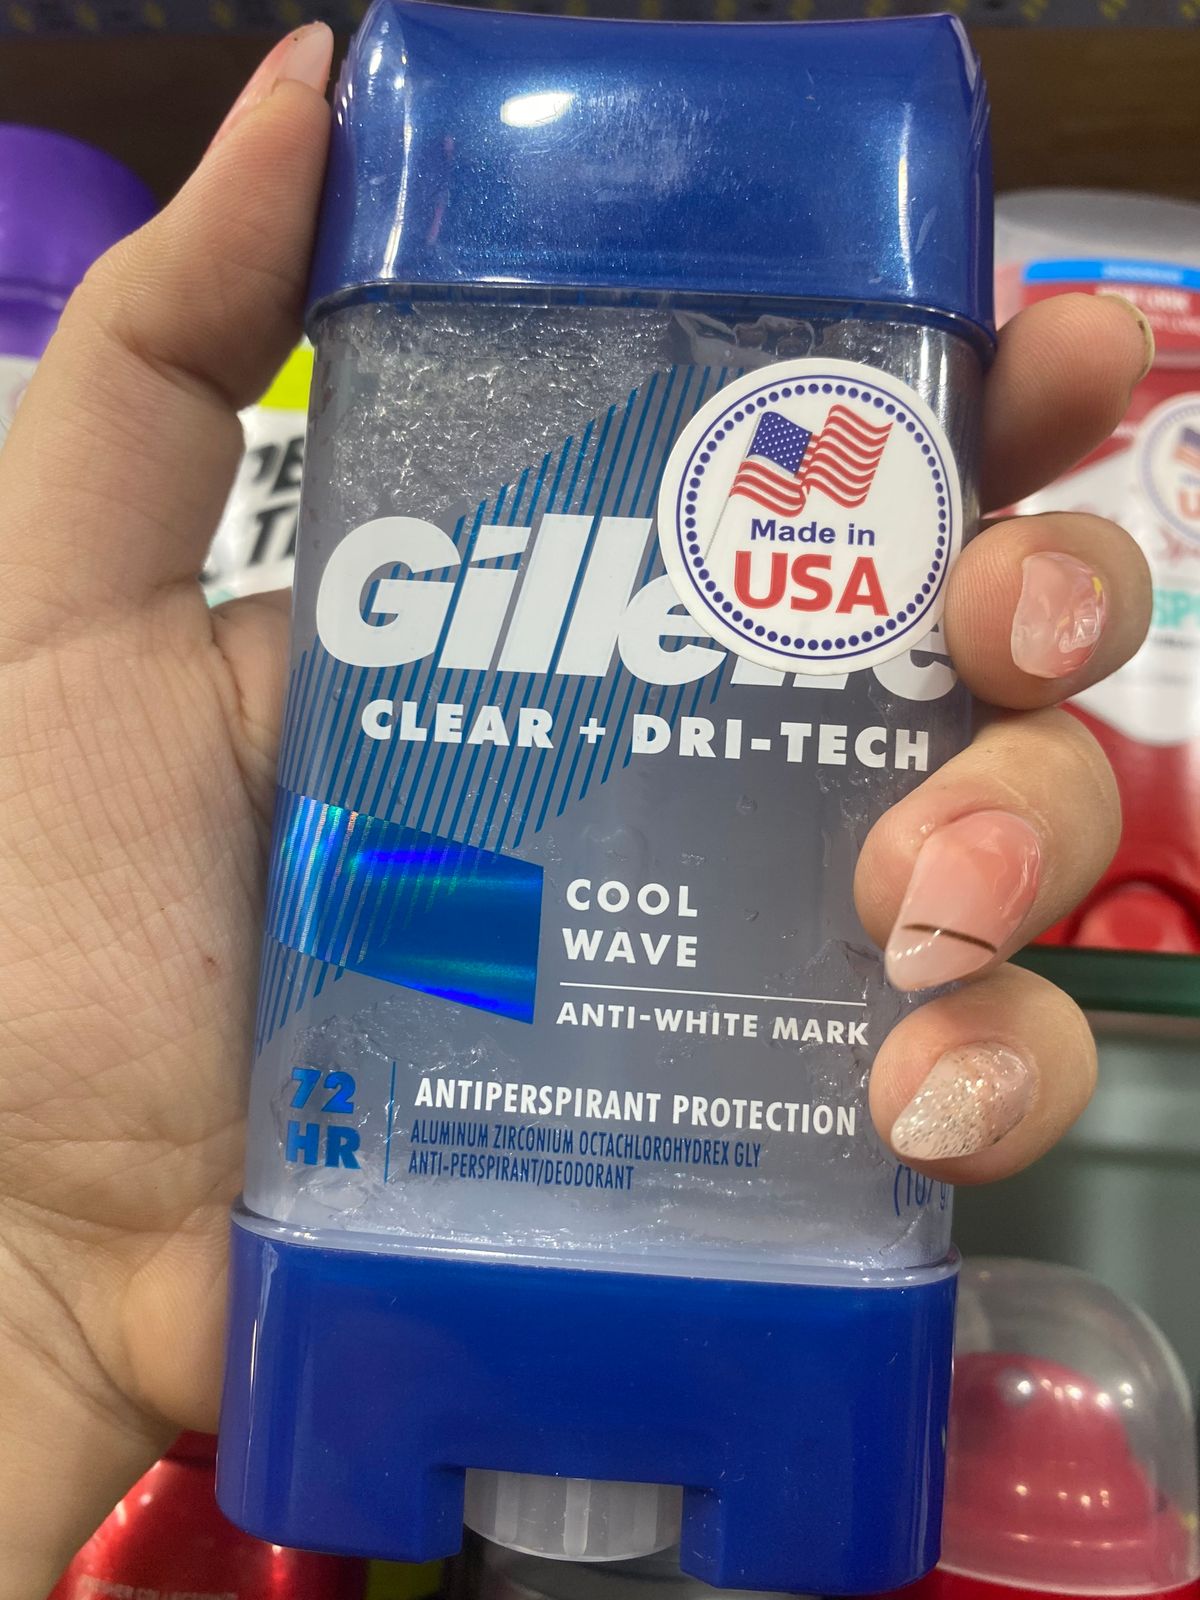 Made in
USA
Gille
CLEAR + DRI-TECH
COOL
WAVE
ANTI-WHITE MARK
72
HR
ANTIPERSPIRANT PROTECTION
ALUMINUM ZIRCONIUM OCTACHLOROHYDREX GLY
ANTI-PERSPIRANT/DEODORANT